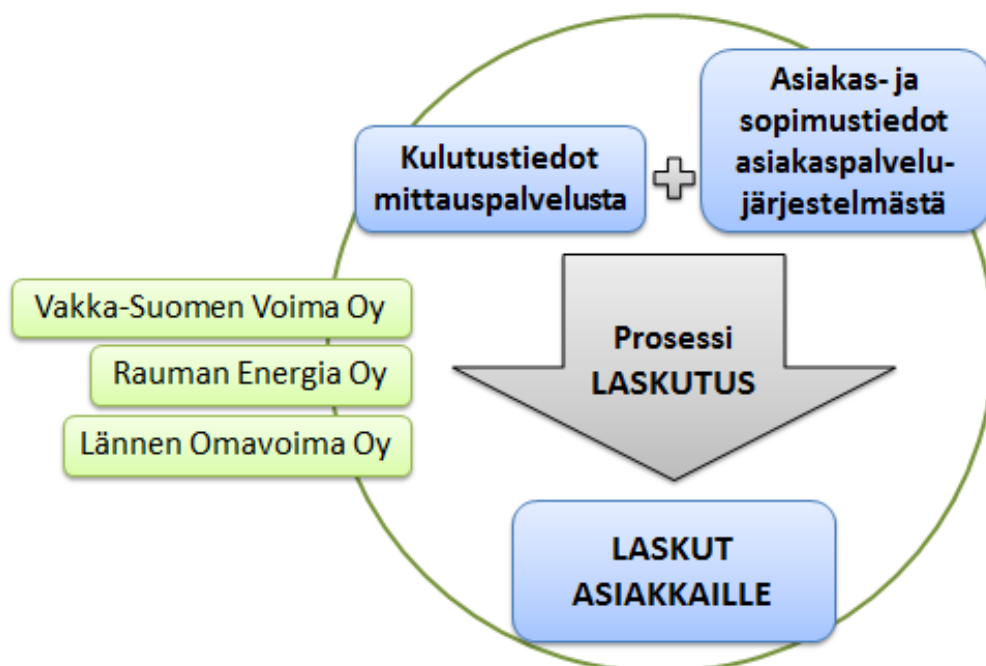 Asiakas- ja
sopimustiedot
asiakaspalvelu-
järjestelmästä
Kulutustiedot
mittauspalvelusta
Vakka-Suomen Voima Oy
Rauman Energia Oy
Lännen Omavoima Oy
Prosessi
LASKUTUS
LASKUT
ASIAKKAILLE